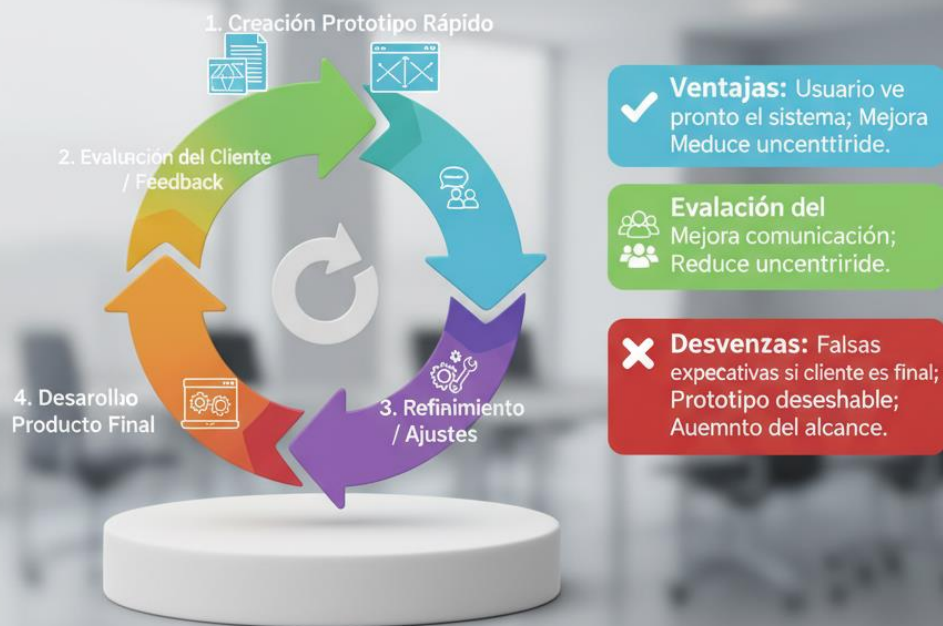 1. Creación Prototipo Rápido
2. Evalución del Cliente
/ Feedback
3. Refinimiento
/ Ajustes
4. Desarollo
Producto Final
Ventajas: Usuario ve
pronto el sistema; Mejora
Meduce uncenttiride.
Evalación del
Mejora comunicación;
Reduce uncentriride.
Desvenzas: Falsas
expecativas si cliente es final;
Prototipo deseshable;
Auemnto del alcance.